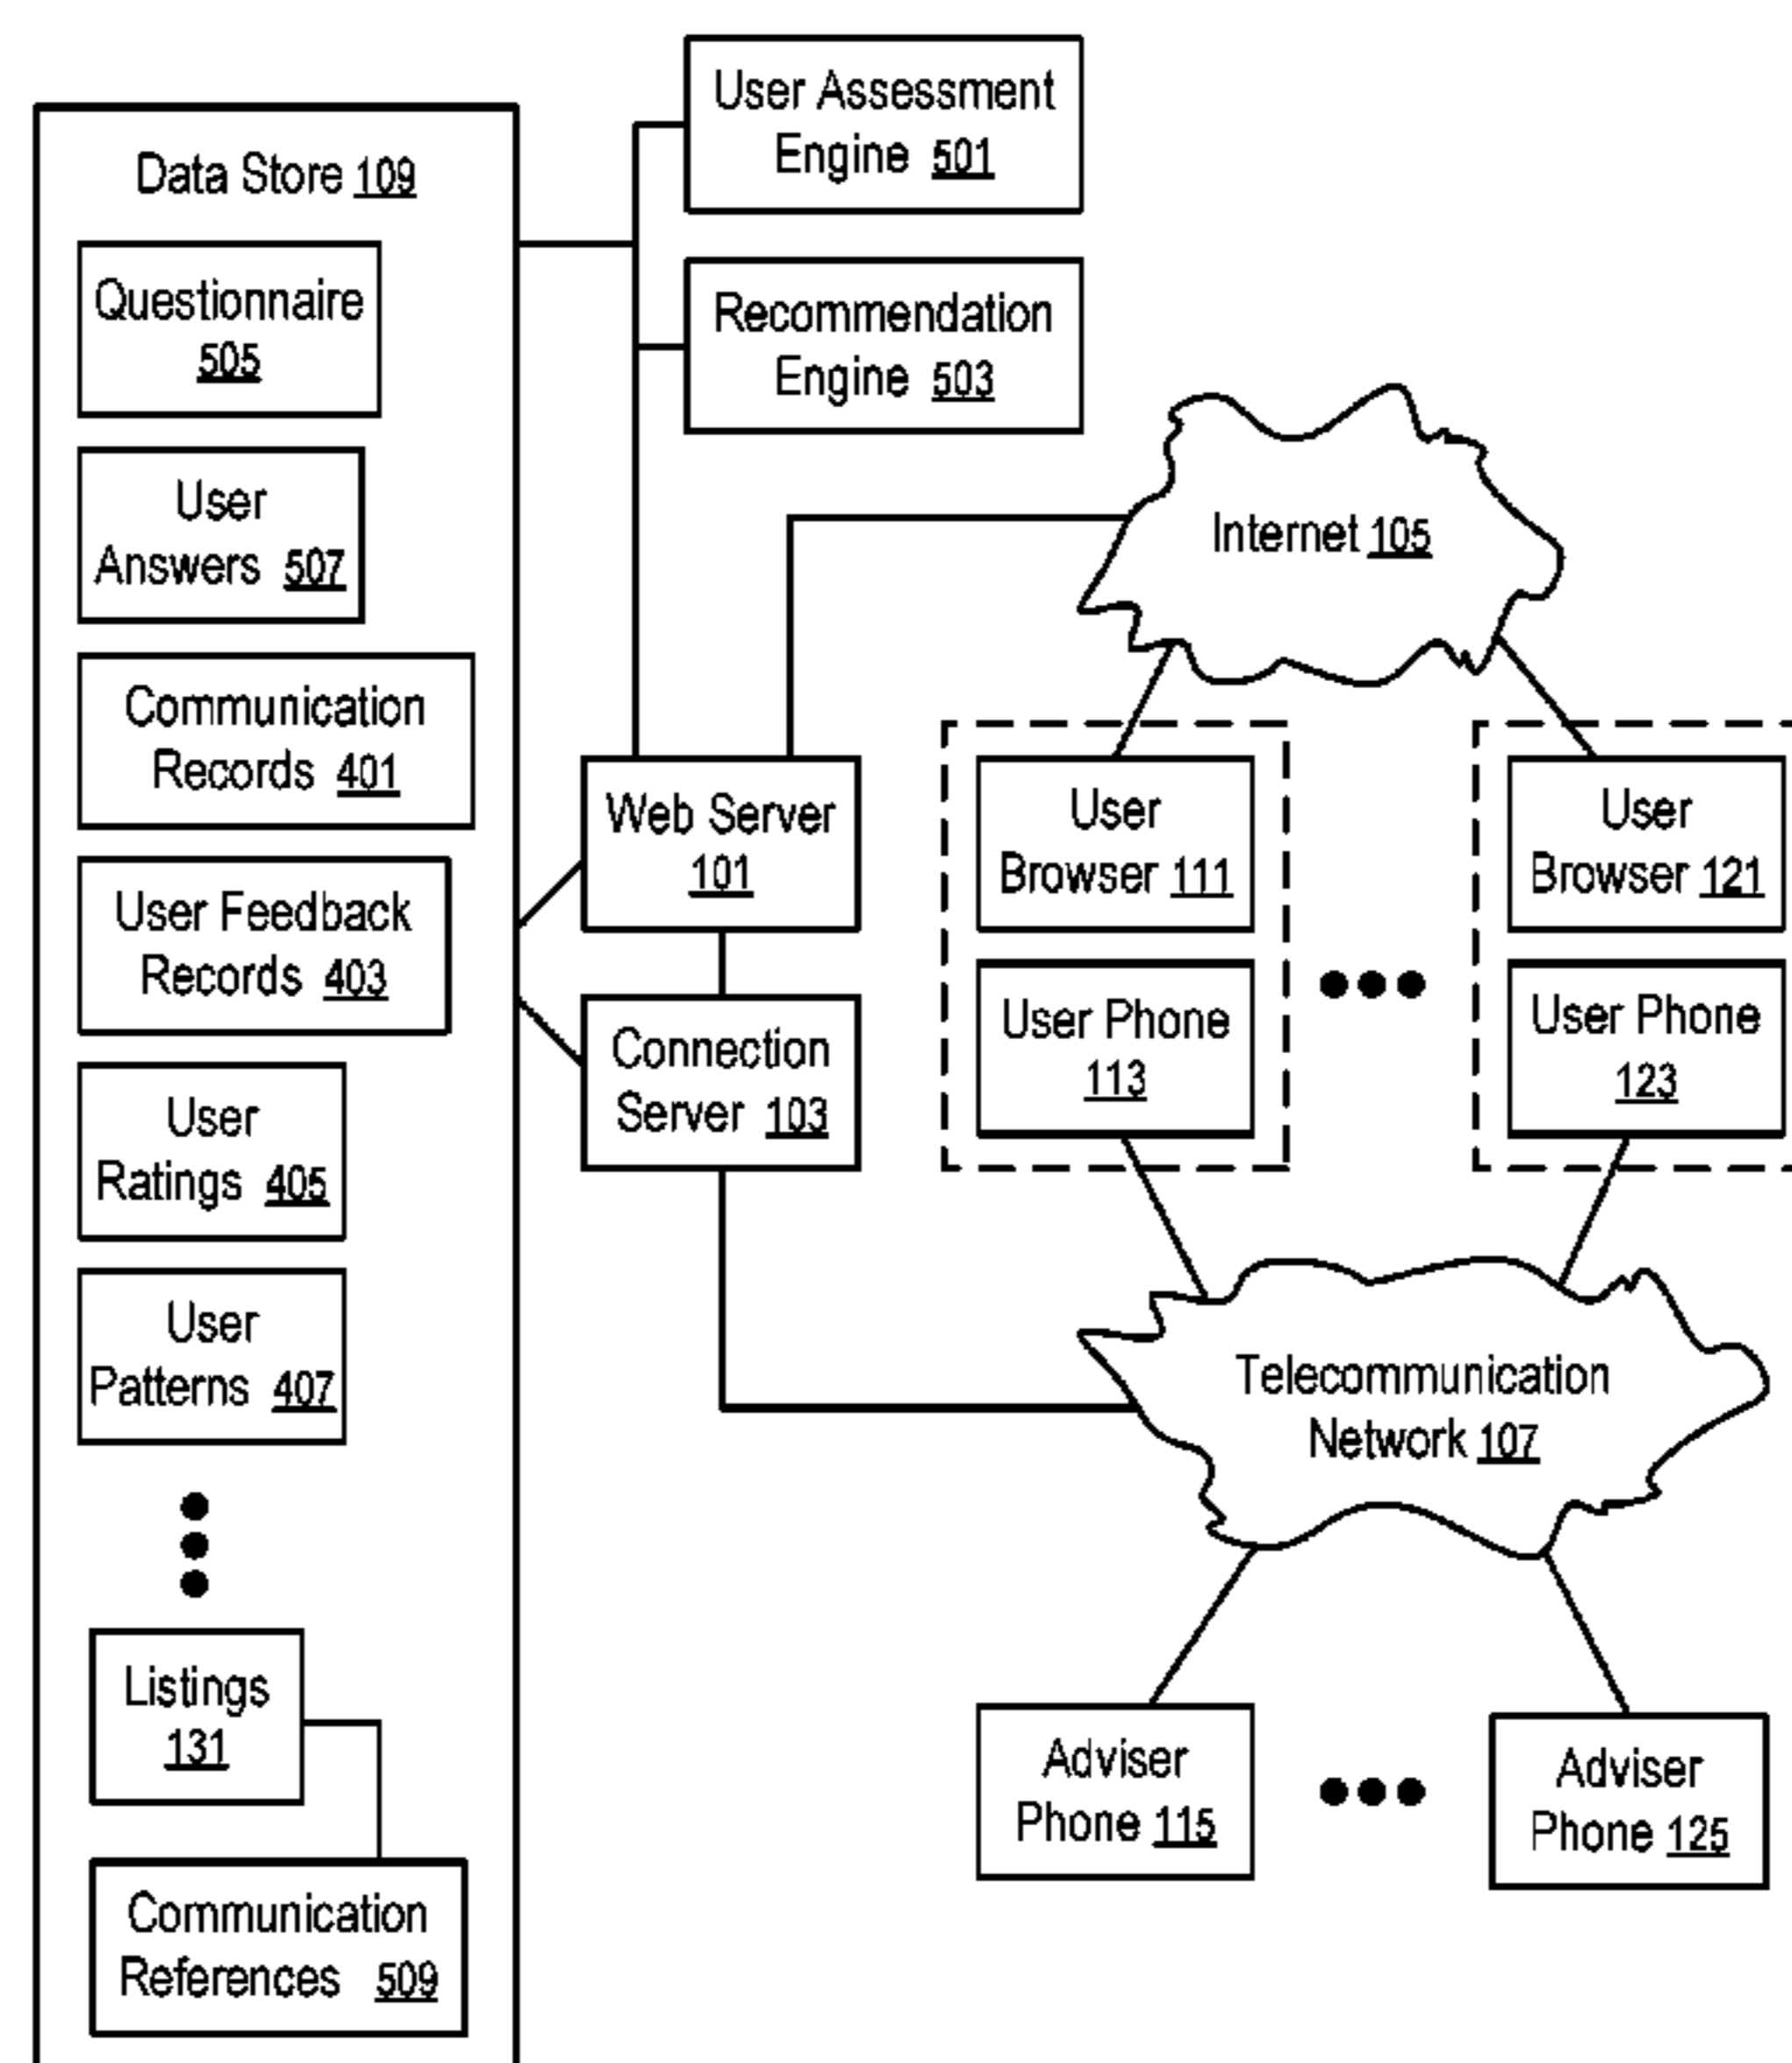 Data Store 109
Questionnaire
505
User
Answers 507
Communication
Records 401
User Feedback
Records 403
User
Ratings 405
User
Patterns 407
Listings
131
Communication
References 509
User Assessment
Engine 501
Recommendation
Engine 503
Web Server
101
Connection
Server 103
Internet 105
User
Browser 111
User Phone
113
User
Browser 121
User Phone
123
Telecommunication
Network 107
Adviser
Phone 115
Adviser
Phone 125